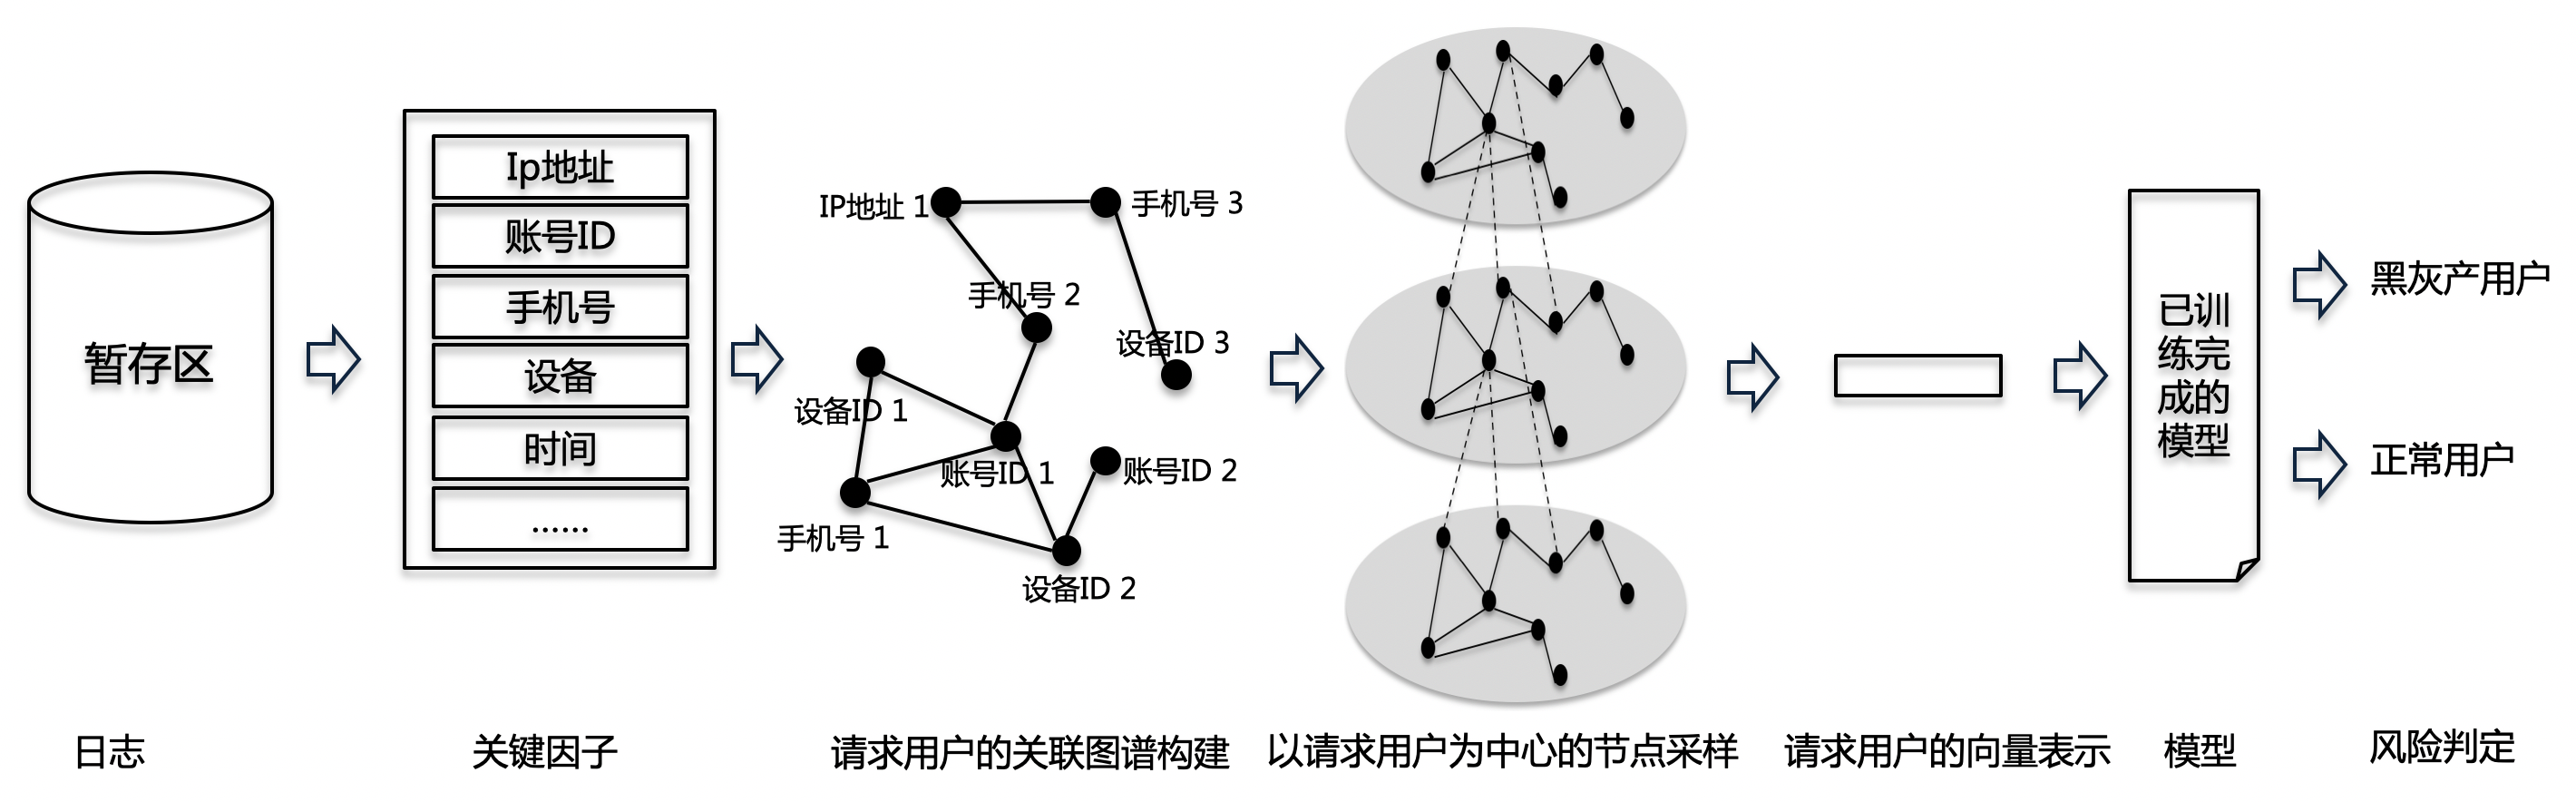 暂存区
日志
Ip地址
账号ID
手机号
设备
时间
......
关键因子
IP地址 1
手机号 3
手机号 2
设备ID 3
设备ID 1
账号ID 1
账号ID 2
手机号 1
设备ID 2
请求用户的关联图谱构建
以请求用户为中心的节点采样
请求用户的向量表示
已训
练完
成的
模型
模型
黑灰产用户
正常用户
风险判定